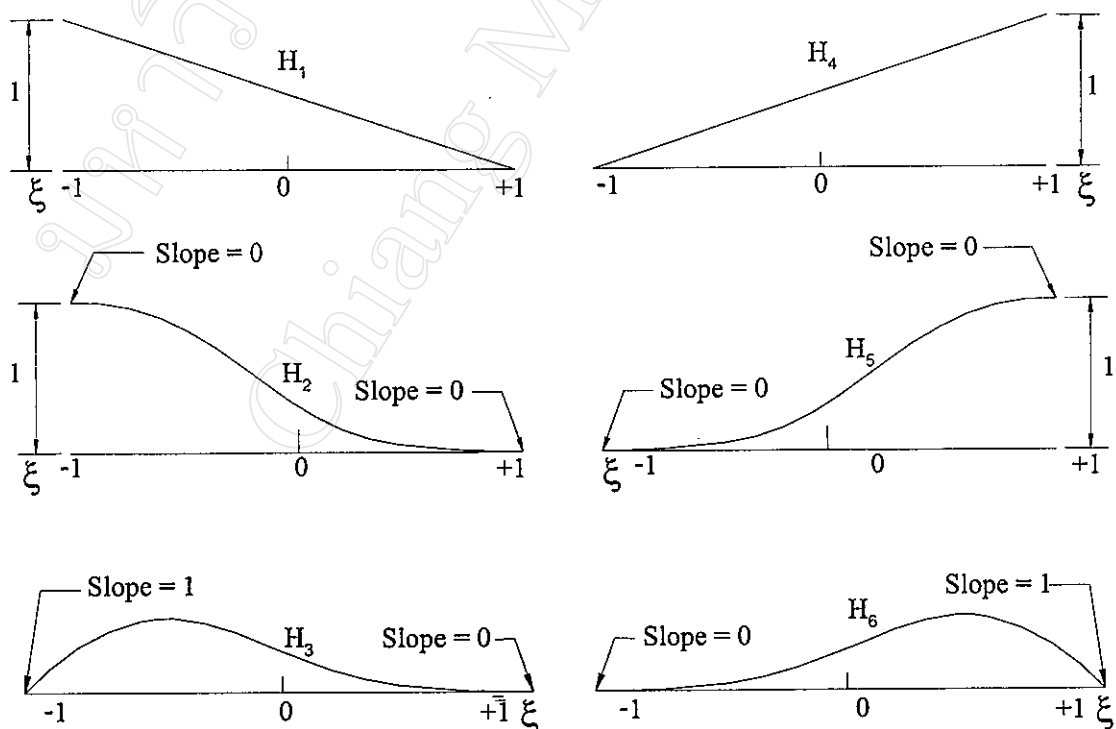 H₁
1
ξ -1 0 +1
H₄
1
-1 0 +1 ξ
Slope = 0
1
H₂
Slope = 0
ξ -1 0 +1
Slope = 0
H₅
1
Slope = 0
ξ -1 0 +1
Slope = 1
H₃
Slope = 0
-1 0 +1 ξ
Slope = 1
H₆
Slope = 0
-1 0 +1 ξ
Chiang